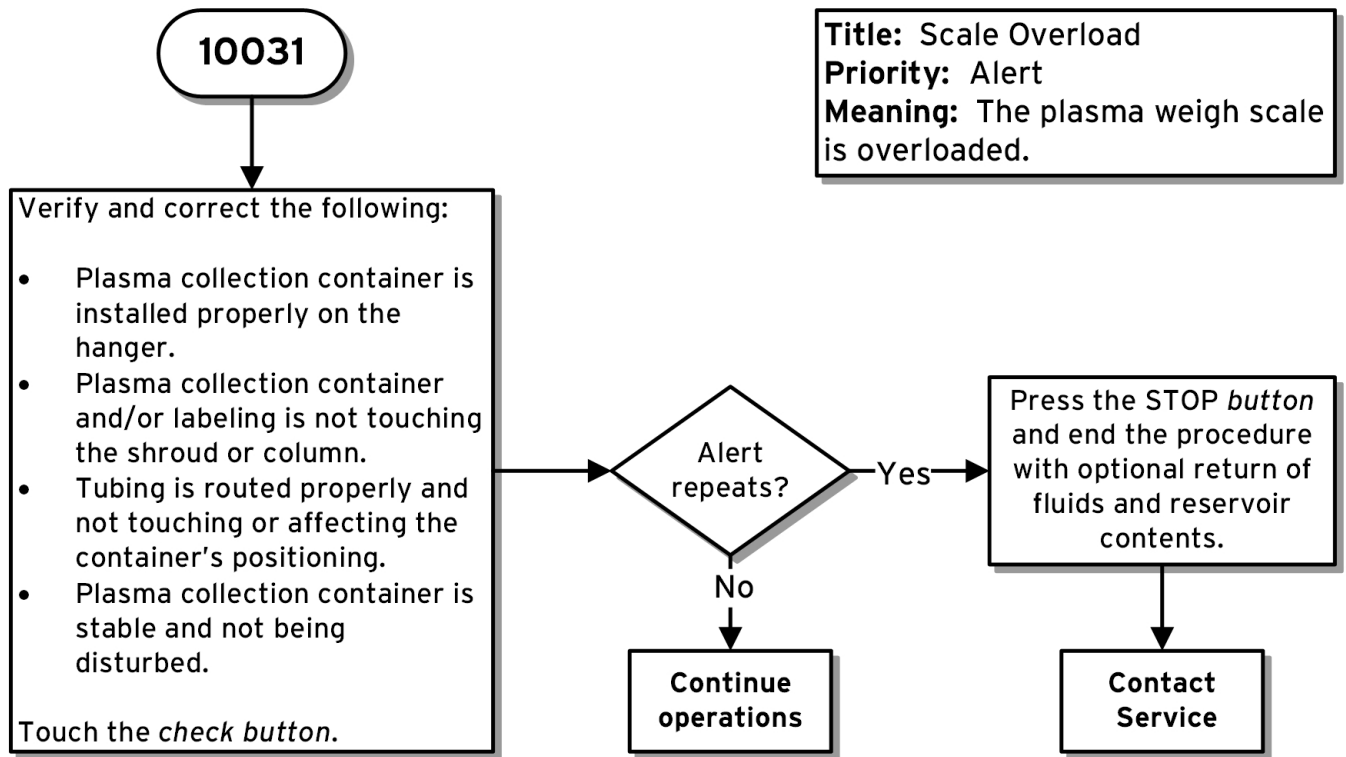 10031
Title: Scale Overload
Priority: Alert
Meaning: The plasma weigh scale
is overloaded.
Verify and correct the following:
• Plasma collection container is
installed properly on the
hanger.
• Plasma collection container
and/or labeling is not touching
the shroud or column.
• Tubing is routed properly and
not touching or affecting the
container's positioning.
• Plasma collection container is
stable and not being
disturbed.
Touch the check button.
Alert
repeats?
Yes
Press the STOP button
and end the procedure
with optional return of
fluids and reservoir
contents.
No
Continue
operations
Contact
Service